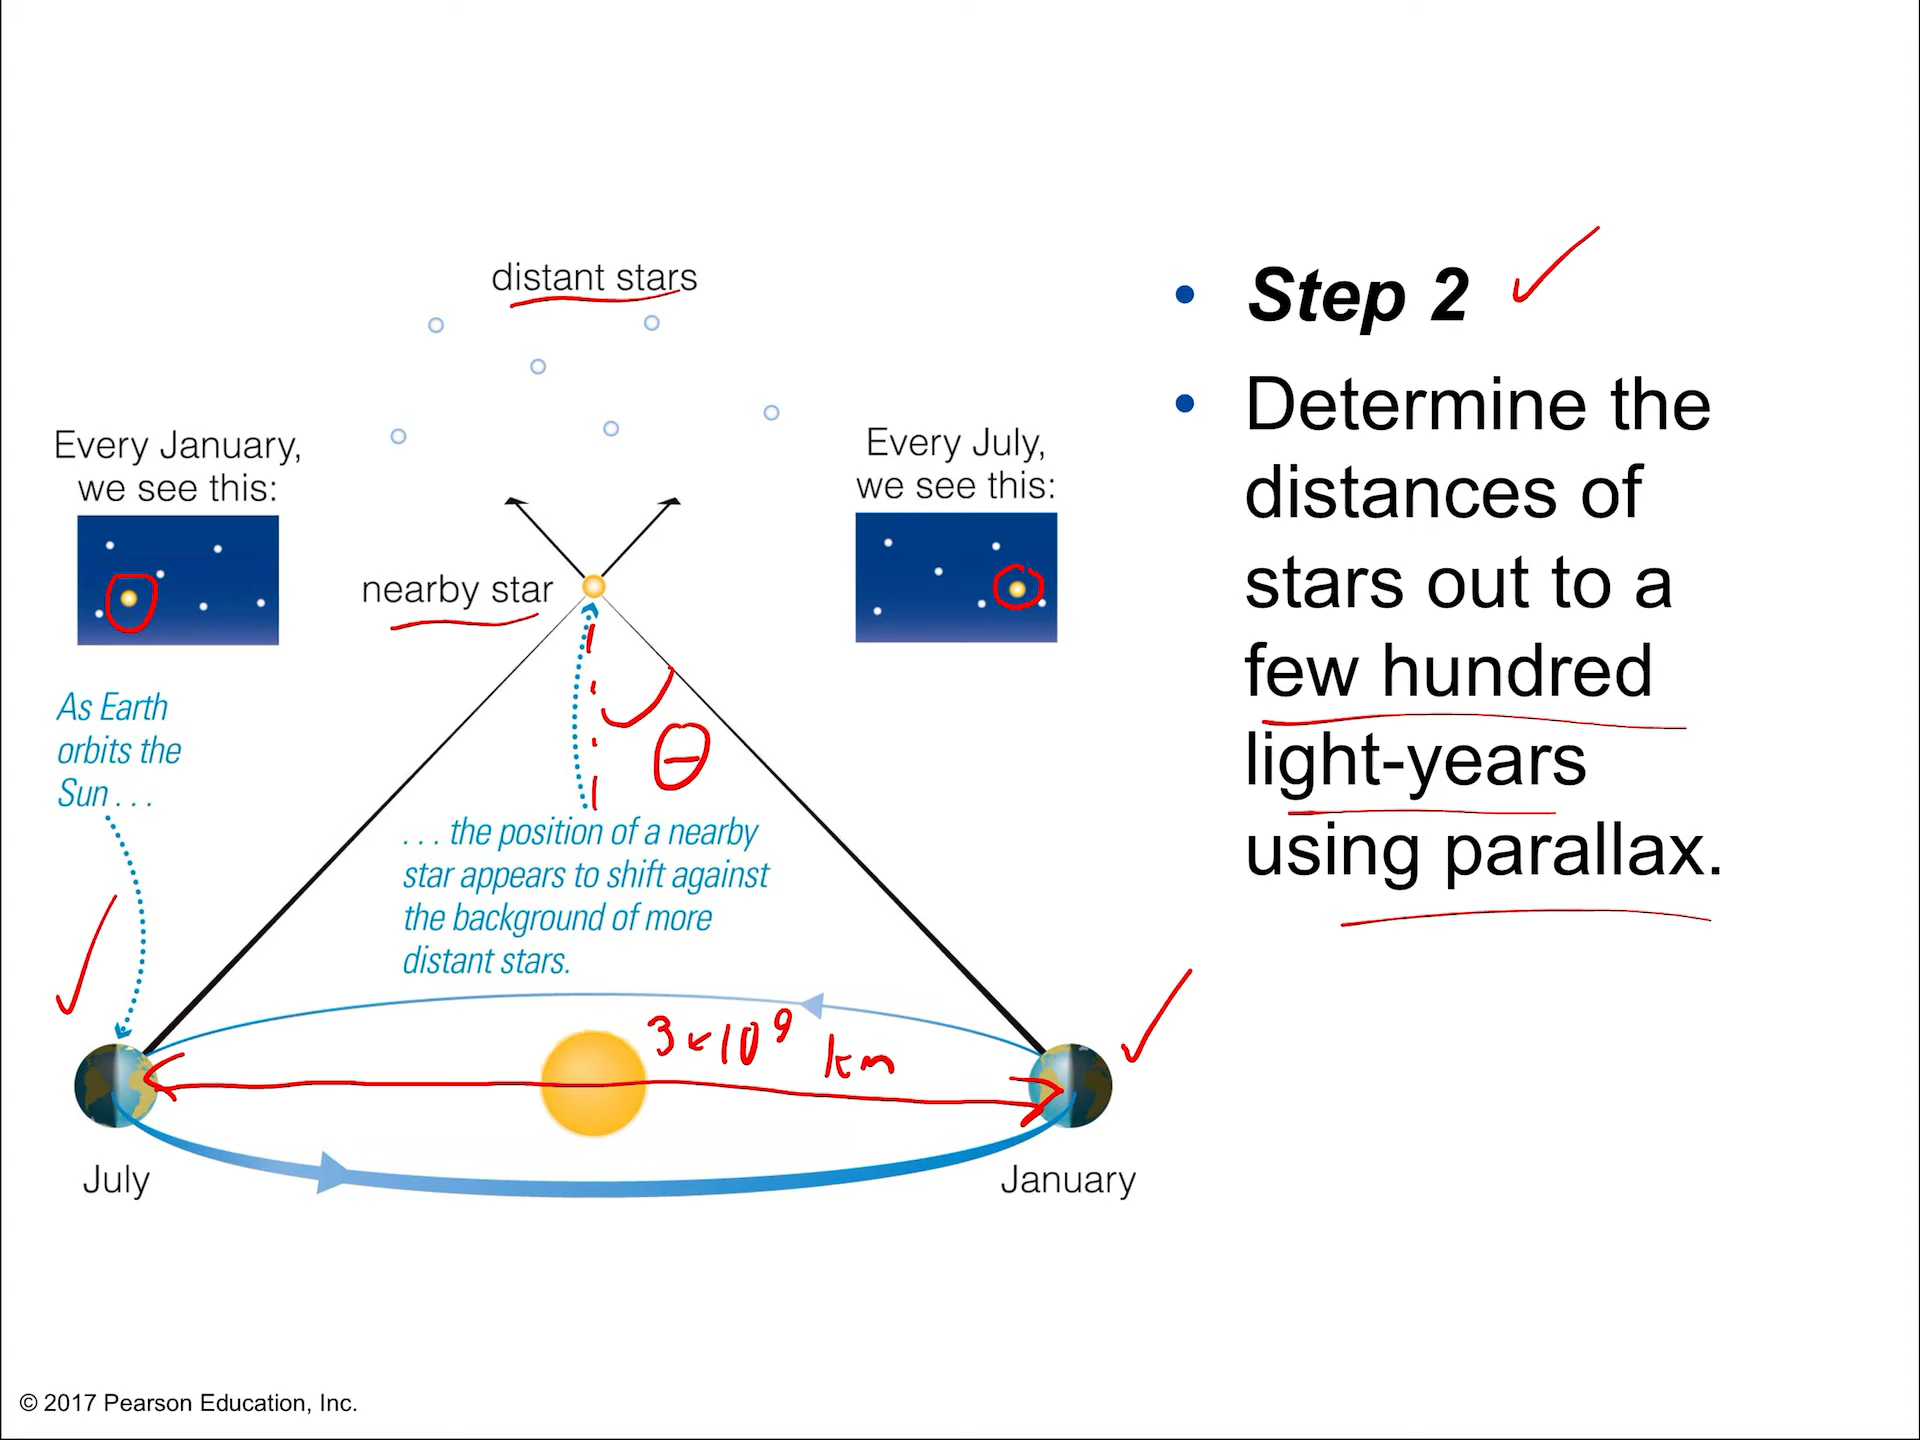 distant stars
Every January,
we see this:
Every July,
we see this:
nearby star
As Earth
orbits the
Sun . . .
θ
. . . the position of a nearby
star appears to shift against
the background of more
distant stars.
3×10⁹ km
July
January
• Step 2
• Determine the
distances of
stars out to a
few hundred
light-years
using parallax.
© 2017 Pearson Education, Inc.